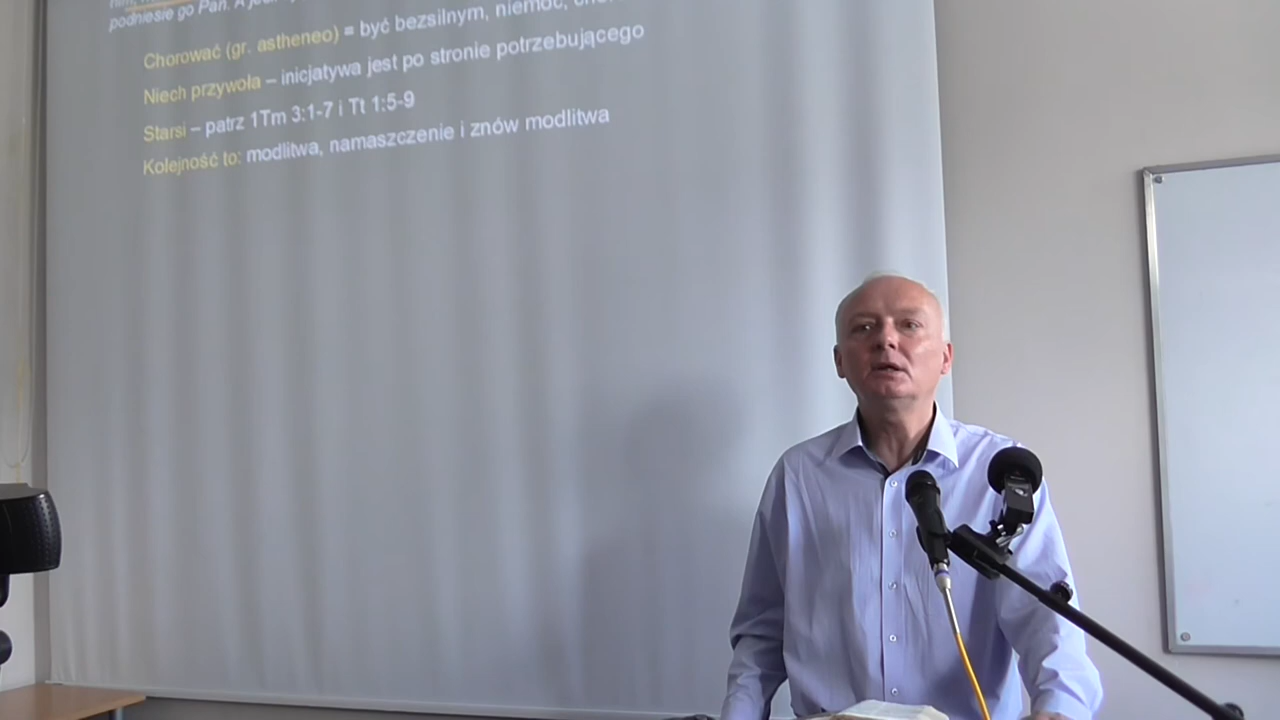 podniesie go Pan. A
Chorować (gr. astheneo) = być bezsilnym, niemoc,
Niech przywoła – inicjatywa jest po stronie potrzebującego
Starsi – patrz 1Tm 3:1-7 i Tt 1:5-9
Kolejność to: modlitwa, namaszczenie i znów modlitwa